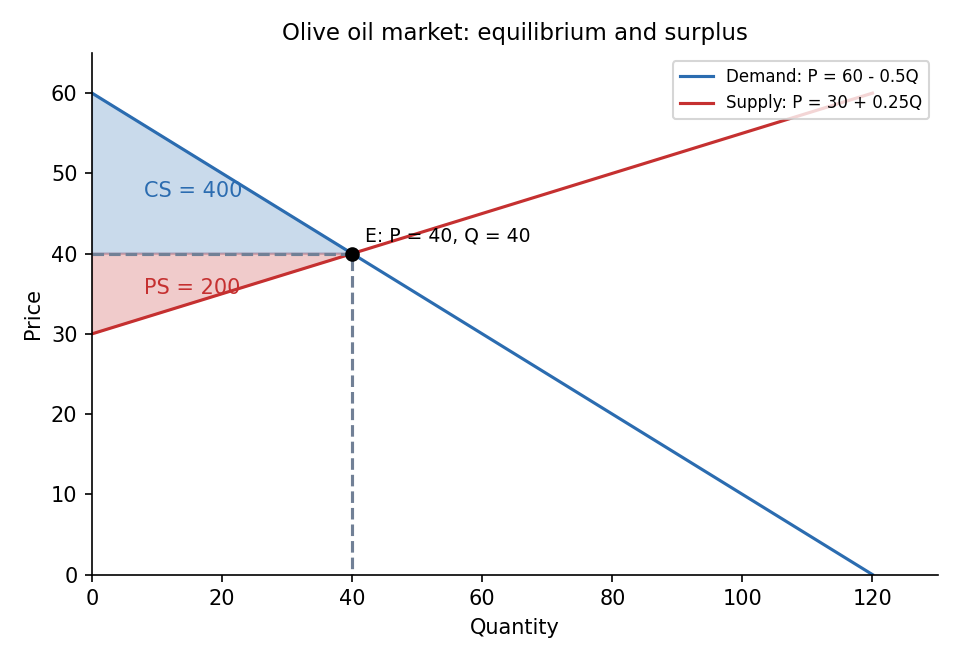 Olive oil market: equilibrium and surplus
Demand: P = 60 - 0.5Q
Supply: P = 30 + 0.25Q
CS = 400
E: P = 40, Q = 40
PS = 200
Price
60
50
40
30
20
10
0
0 20 40 60 80 100 120
Quantity